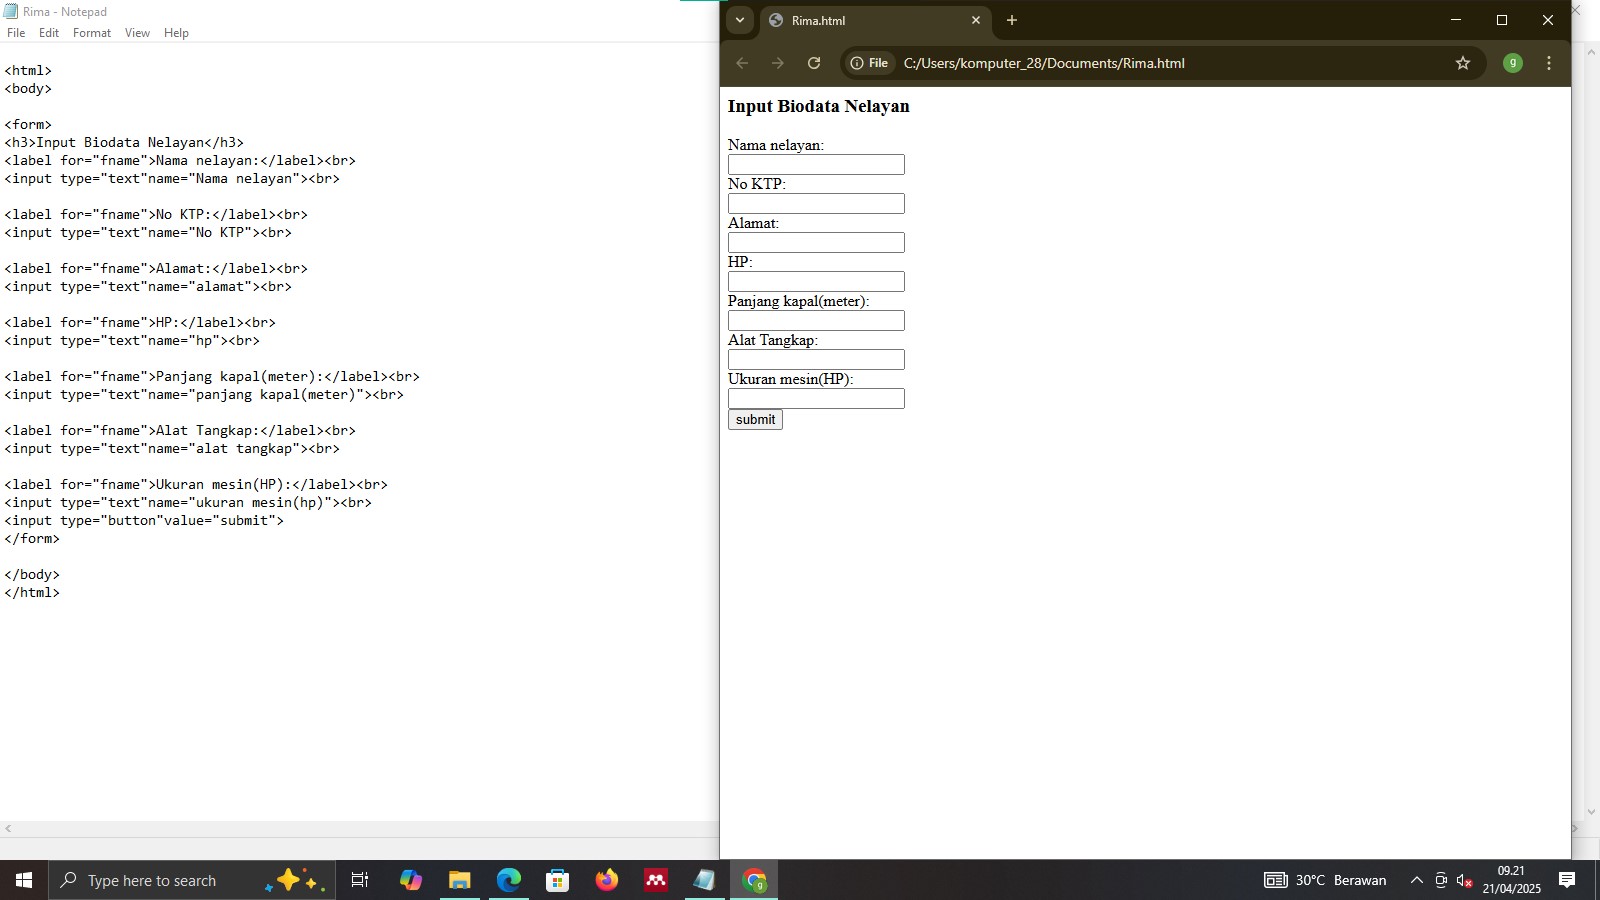 Rima - Notepad
File Edit Format View Help
<html>
<body>
<form>
<h3>Input Biodata Nelayan</h3>
<label for="fname">Nama nelayan:</label><br>
<input type="text"name="Nama nelayan"><br>
<label for="fname">No KTP:</label><br>
<input type="text"name="No KTP"><br>
<label for="fname">Alamat:</label><br>
<input type="text"name="alamat"><br>
<label for="fname">HP:</label><br>
<input type="text"name="hp"><br>
<label for="fname">Panjang kapal(meter):</label><br>
<input type="text"name="panjang kapal(meter)"><br>
<label for="fname">Alat Tangkap:</label><br>
<input type="text"name="alat tangkap"><br>
<label for="fname">Ukuran mesin(HP):</label><br>
<input type="text"name="ukuran mesin(hp)"><br>
<input type="button"value="submit">
</form>
</body>
</html>
Rima.html
File C:/Users/komputer_28/Documents/Rima.html
g
Input Biodata Nelayan
Nama nelayan:
No KTP:
Alamat:
HP:
Panjang kapal(meter):
Alat Tangkap:
Ukuran mesin(HP):
submit
Type here to search
g
30°C Berawan
09.21
21/04/2025